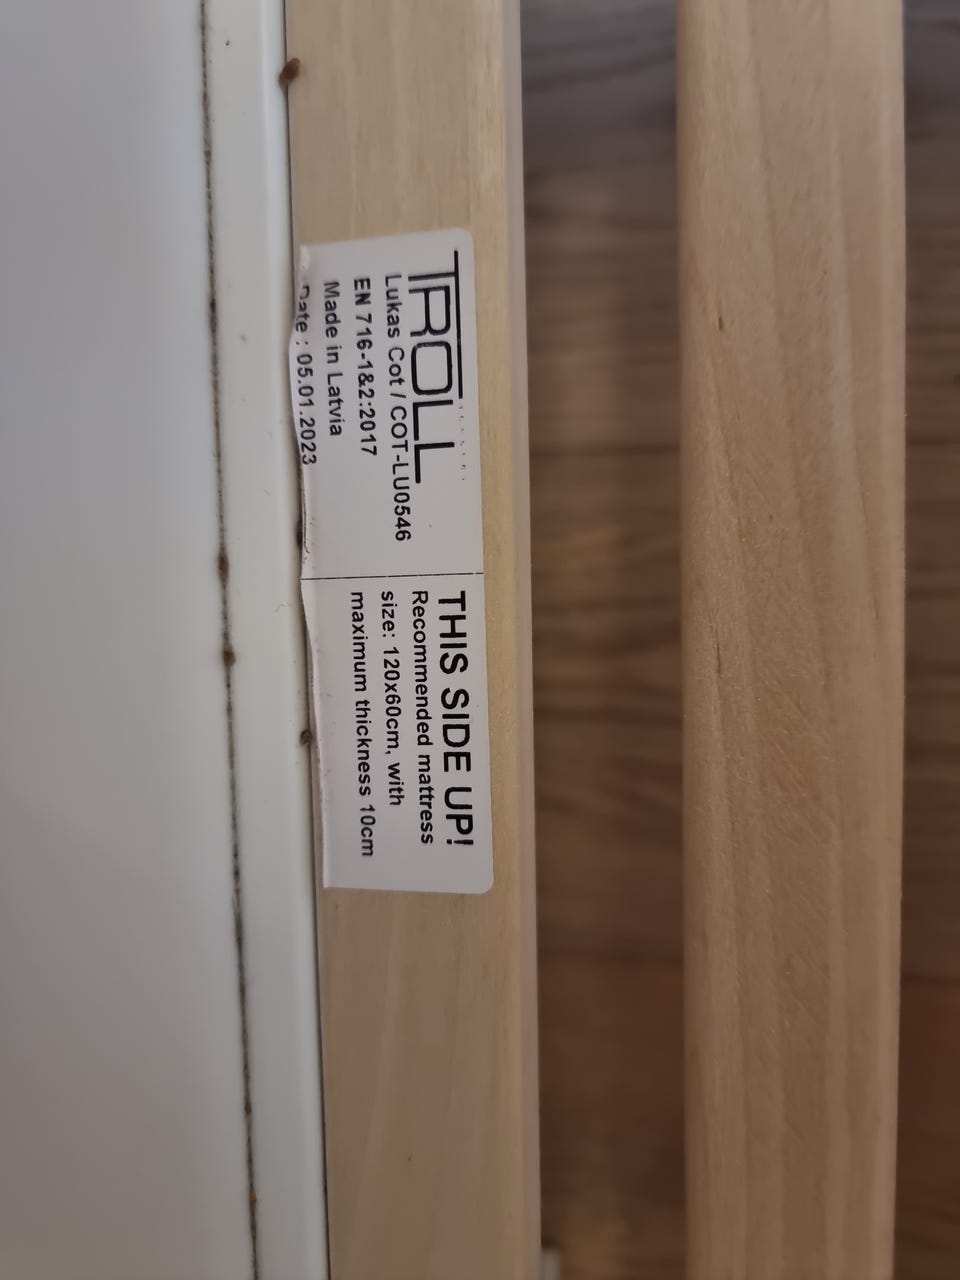 TROLL
Lukas Cot / COT-LU0546
EN 716-1&2:2017
Made in Latvia
Date : 05.01.2023
THIS SIDE UP!
Recommended mattress
size: 120x60cm, with
maximum thickness 10cm